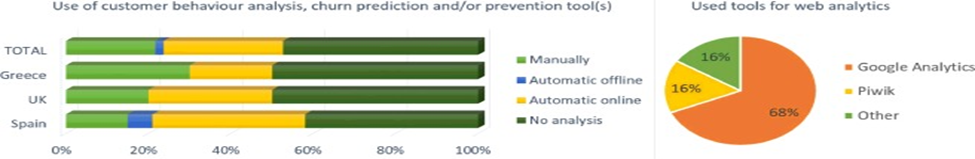 Use of customer behaviour analysis, churn prediction and/or prevention tool(s)
TOTAL
Greece
UK
Spain
0% 20% 40% 60% 80% 100%
Manually
Automatic offline
Automatic online
No analysis
Used tools for web analytics
16%
16%
68%
Google Analytics
Piwik
Other